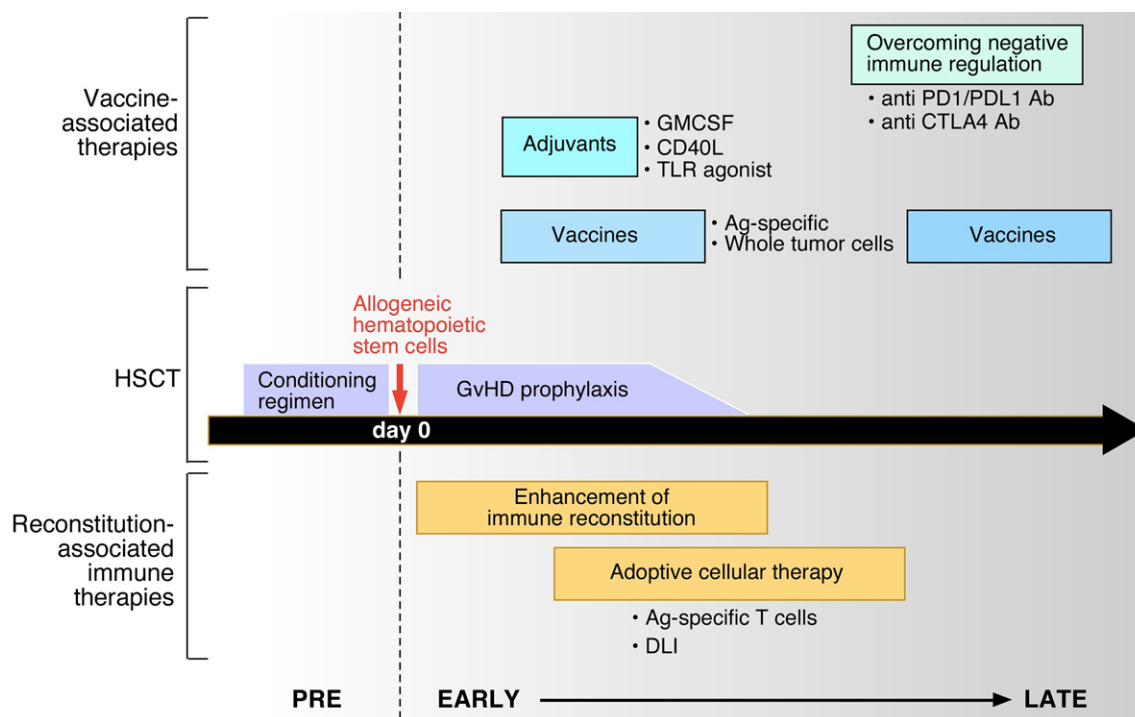 Vaccine-
associated
therapies
Overcoming negative
immune regulation
• anti PD1/PDL1 Ab
• anti CTLA4 Ab
Adjuvants
• GMCSF
• CD40L
• TLR agonist
Vaccines
• Ag-specific
• Whole tumor cells
Vaccines
HSCT
Allogeneic
hematopoietic
stem cells
Conditioning
regimen
GvHD prophylaxis
day 0
Reconstitution-
associated
immune
therapies
Enhancement of
immune reconstitution
Adoptive cellular therapy
• Ag-specific T cells
• DLI
PRE
EARLY
LATE